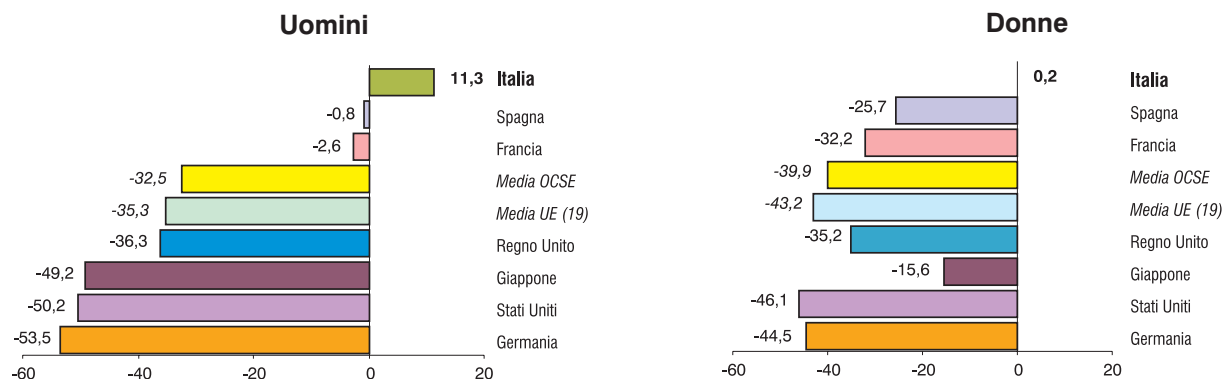 Uomini
11,3 Italia
-0,8 Spagna
-2,6 Francia
-32,5 Media OCSE
-35,3 Media UE (19)
-36,3 Regno Unito
-49,2 Giappone
-50,2 Stati Uniti
-53,5 Germania
-60 -40 -20 0 20
Donne
0,2 Italia
-25,7 Spagna
-32,2 Francia
-39,9 Media OCSE
-43,2 Media UE (19)
-35,2 Regno Unito
-15,6 Giappone
-46,1 Stati Uniti
-44,5 Germania
-60 -40 -20 0 20